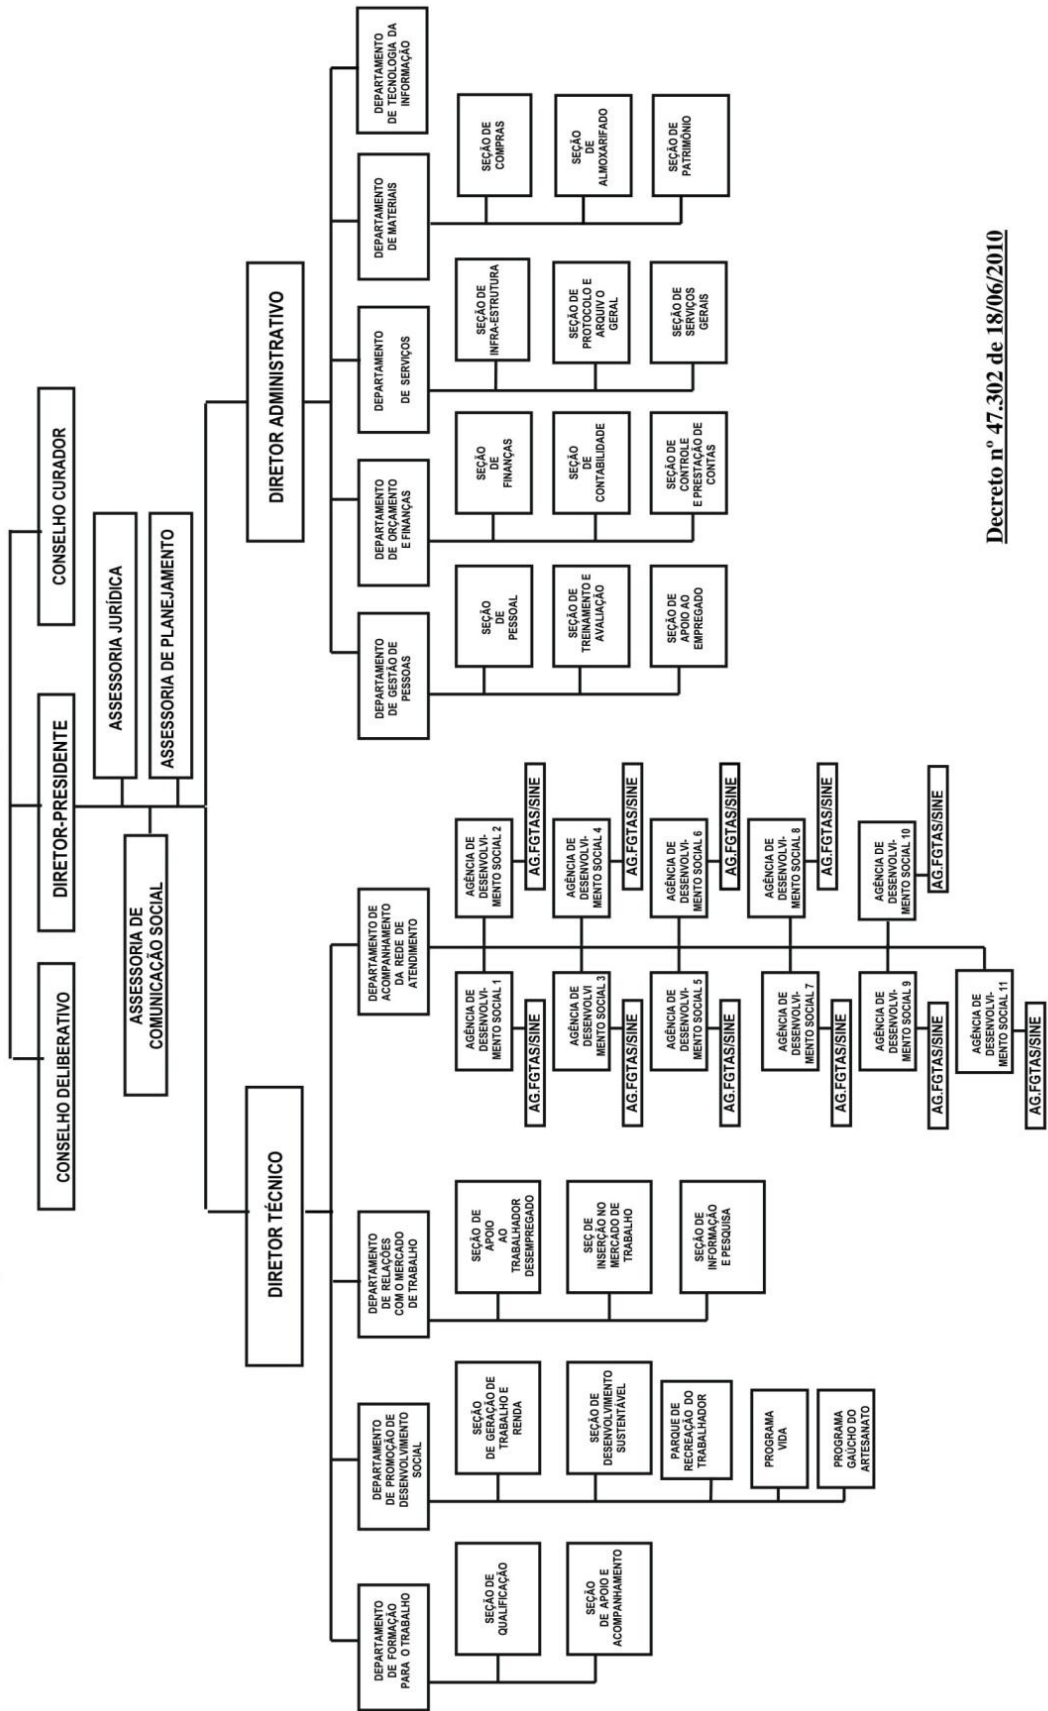 CONSELHO DELIBERATIVO
DIRETOR-PRESIDENTE
CONSELHO CURADOR
ASSESSORIA JURÍDICA
ASSESSORIA DE
COMUNICAÇÃO SOCIAL
ASSESSORIA DE PLANEJAMENTO
DIRETOR TÉCNICO
DIRETOR ADMINISTRATIVO
DEPARTAMENTO
DE FORMAÇÃO
PARA O TRABALHO
SEÇÃO DE
QUALIFICAÇÃO
SEÇÃO
DE APOIO E
ACOMPANHAMENTO
DEPARTAMENTO
DE PROMOÇÃO DE
DESENVOLVIMENTO
SOCIAL
SEÇÃO
DE GERAÇÃO DE
TRABALHO E
RENDA
SEÇÃO DE
DESENVOLVIMENTO
SUSTENTÁVEL
PARQUE DE
RECREAÇÃO DO
TRABALHADOR
PROGRAMA
VIDA
PROGRAMA
GAÚCHO DO
ARTESANATO
DEPARTAMENTO
DE RELAÇÕES
COM O MERCADO
DE TRABALHO
SEÇÃO DE
APOIO
AO
TRABALHADOR
DESEMPREGADO
SEÇ DE
INSERÇÃO NO
MERCADO DE
TRABALHO
SEÇÃO DE
INFORMAÇÃO
E PESQUISA
DEPARTAMENTO DE
ACOMPANHAMENTO
DA REDE DE
ATENDIMENTO
AGÊNCIA DE
DESENVOLVI-
MENTO SOCIAL 1
AG.FGTAS/SINE
AGÊNCIA DE
DESENVOLVI-
MENTO SOCIAL 2
AG.FGTAS/SINE
AGÊNCIA DE
DESENVOLVI
MENTO SOCIAL 3
AG.FGTAS/SINE
AGÊNCIA DE
DESENVOLVI-
MENTO SOCIAL 4
AG.FGTAS/SINE
AGÊNCIA DE
DESENVOLVI-
MENTO SOCIAL 5
AG.FGTAS/SINE
AGÊNCIA DE
DESENVOLVI-
MENTO SOCIAL 6
AG.FGTAS/SINE
AGÊNCIA DE
DESENVOLVI-
MENTO SOCIAL 7
AG.FGTAS/SINE
AGÊNCIA DE
DESENVOLVI-
MENTO SOCIAL 8
AG.FGTAS/SINE
AGÊNCIA DE
DESENVOLVI-
MENTO SOCIAL 9
AG.FGTAS/SINE
AGÊNCIA DE
DESENVOLVI-
MENTO SOCIAL 10
AG.FGTAS/SINE
AGÊNCIA DE
DESENVOLVI-
MENTO SOCIAL 11
AG.FGTAS/SINE
DEPARTAMENTO
DE GESTÃO DE
PESSOAS
SEÇÃO
DE
PESSOAL
SEÇÃO DE
TREINAMENTO E
AVALIAÇÃO
SEÇÃO DE
APOIO AO
EMPREGADO
DEPARTAMENTO
DE ORÇAMENTO
E FINANÇAS
SEÇÃO
DE
FINANÇAS
SEÇÃO
DE
CONTABILIDADE
SEÇÃO DE
CONTROLE
E PRESTAÇÃO DE
CONTAS
DEPARTAMENTO
DE SERVIÇOS
SEÇÃO DE
INFRA-ESTRUTURA
SEÇÃO DE
PROTOCOLO E
ARQUIVO
GERAL
SEÇÃO DE
SERVIÇOS
GERAIS
DEPARTAMENTO
DE MATERIAIS
SEÇÃO DE
COMPRAS
SEÇÃO
DE
ALMOXARIFADO
SEÇÃO DE
PATRIMÔNIO
DEPARTAMENTO
DE TECNOLOGIA DA
INFORMAÇÃO
Decreto nº 47.302 de 18/06/2010